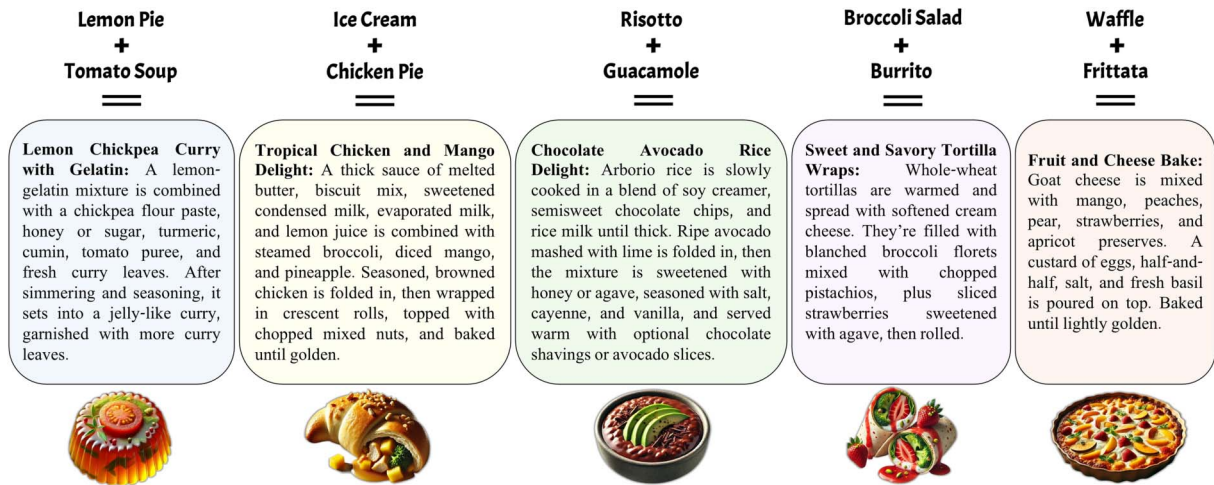 Lemon Pie
+
Tomato Soup
=
Lemon Chickpea Curry
with Gelatin: A lemon-
gelatin mixture is combined
with a chickpea flour paste,
honey or sugar, turmeric,
cumin, tomato puree, and
fresh curry leaves. After
simmering and seasoning, it
sets into a jelly-like curry,
garnished with more curry
leaves.
Ice Cream
+
Chicken Pie
=
Tropical Chicken and Mango
Delight: A thick sauce of melted
butter, biscuit mix, sweetened
condensed milk, evaporated milk,
and lemon juice is combined with
steamed broccoli, diced mango,
and pineapple. Seasoned, browned
chicken is folded in, then wrapped
in crescent rolls, topped with
chopped mixed nuts, and baked
until golden.
Risotto
+
Guacamole
=
Chocolate Avocado Rice
Delight: Arborio rice is slowly
cooked in a blend of soy creamer,
semisweet chocolate chips, and
rice milk until thick. Ripe avocado
mashed with lime is folded in, then
the mixture is sweetened with
honey or agave, seasoned with salt,
cayenne, and vanilla, and served
warm with optional chocolate
shavings or avocado slices.
Broccoli Salad
+
Burrito
=
Sweet and Savory Tortilla
Wraps: Whole-wheat
tortillas are warmed and
spread with softened cream
cheese. They're filled with
blanched broccoli florets
mixed with chopped
pistachios, plus sliced
strawberries sweetened
with agave, then rolled.
Waffle
+
Frittata
=
Fruit and Cheese Bake:
Goat cheese is mixed
with mango, peaches,
pear, strawberries, and
apricot preserves. A
custard of eggs, half-and-
half, salt, and fresh basil
is poured on top. Baked
until lightly golden.